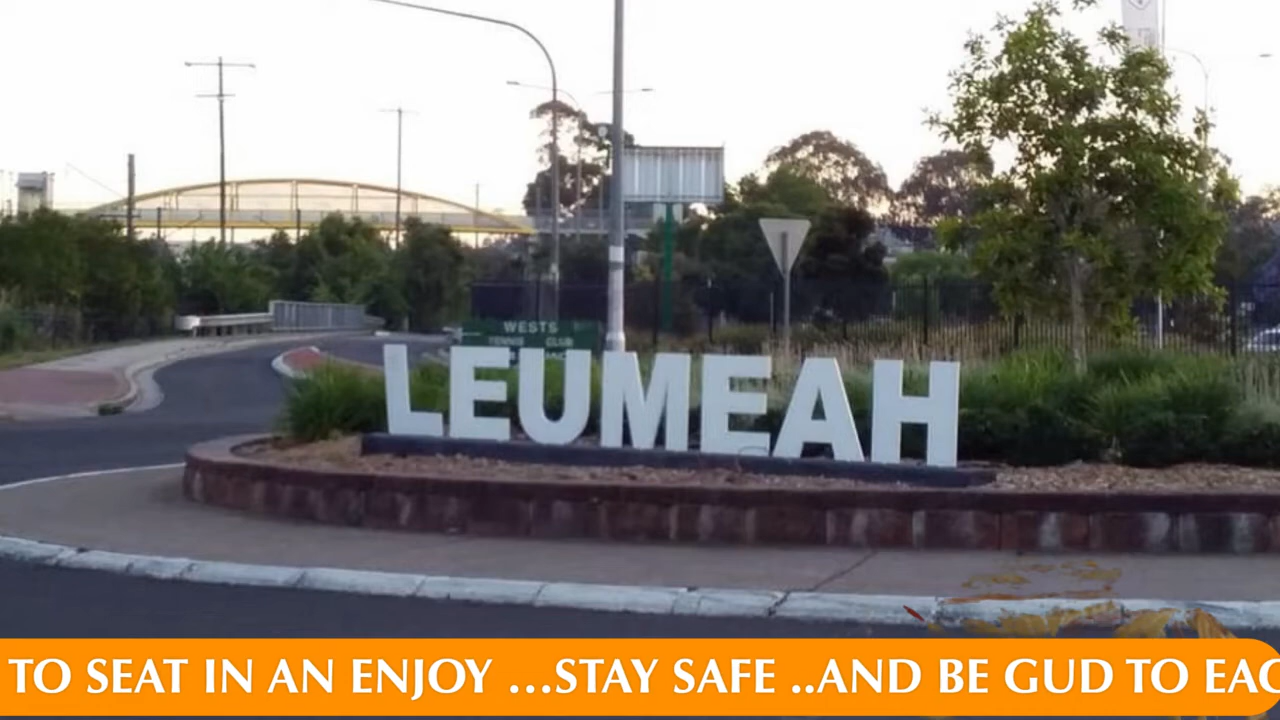 WESTS
TENNIS CLUB
LEUMEAH
TO SEAT IN AN ENJOY ...STAY SAFE ..AND BE GUD TO EAC